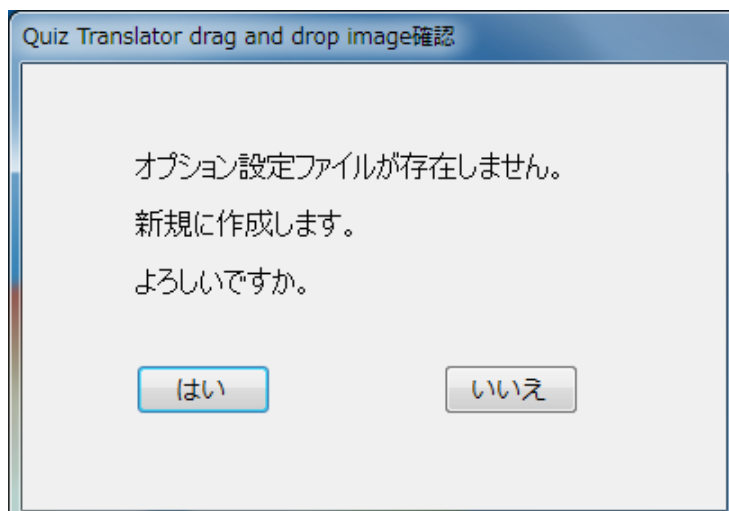 Quiz Translator drag and drop image確認
オプション設定ファイルが存在しません。
新規に作成します。
よろしいですか。
はい
いいえ